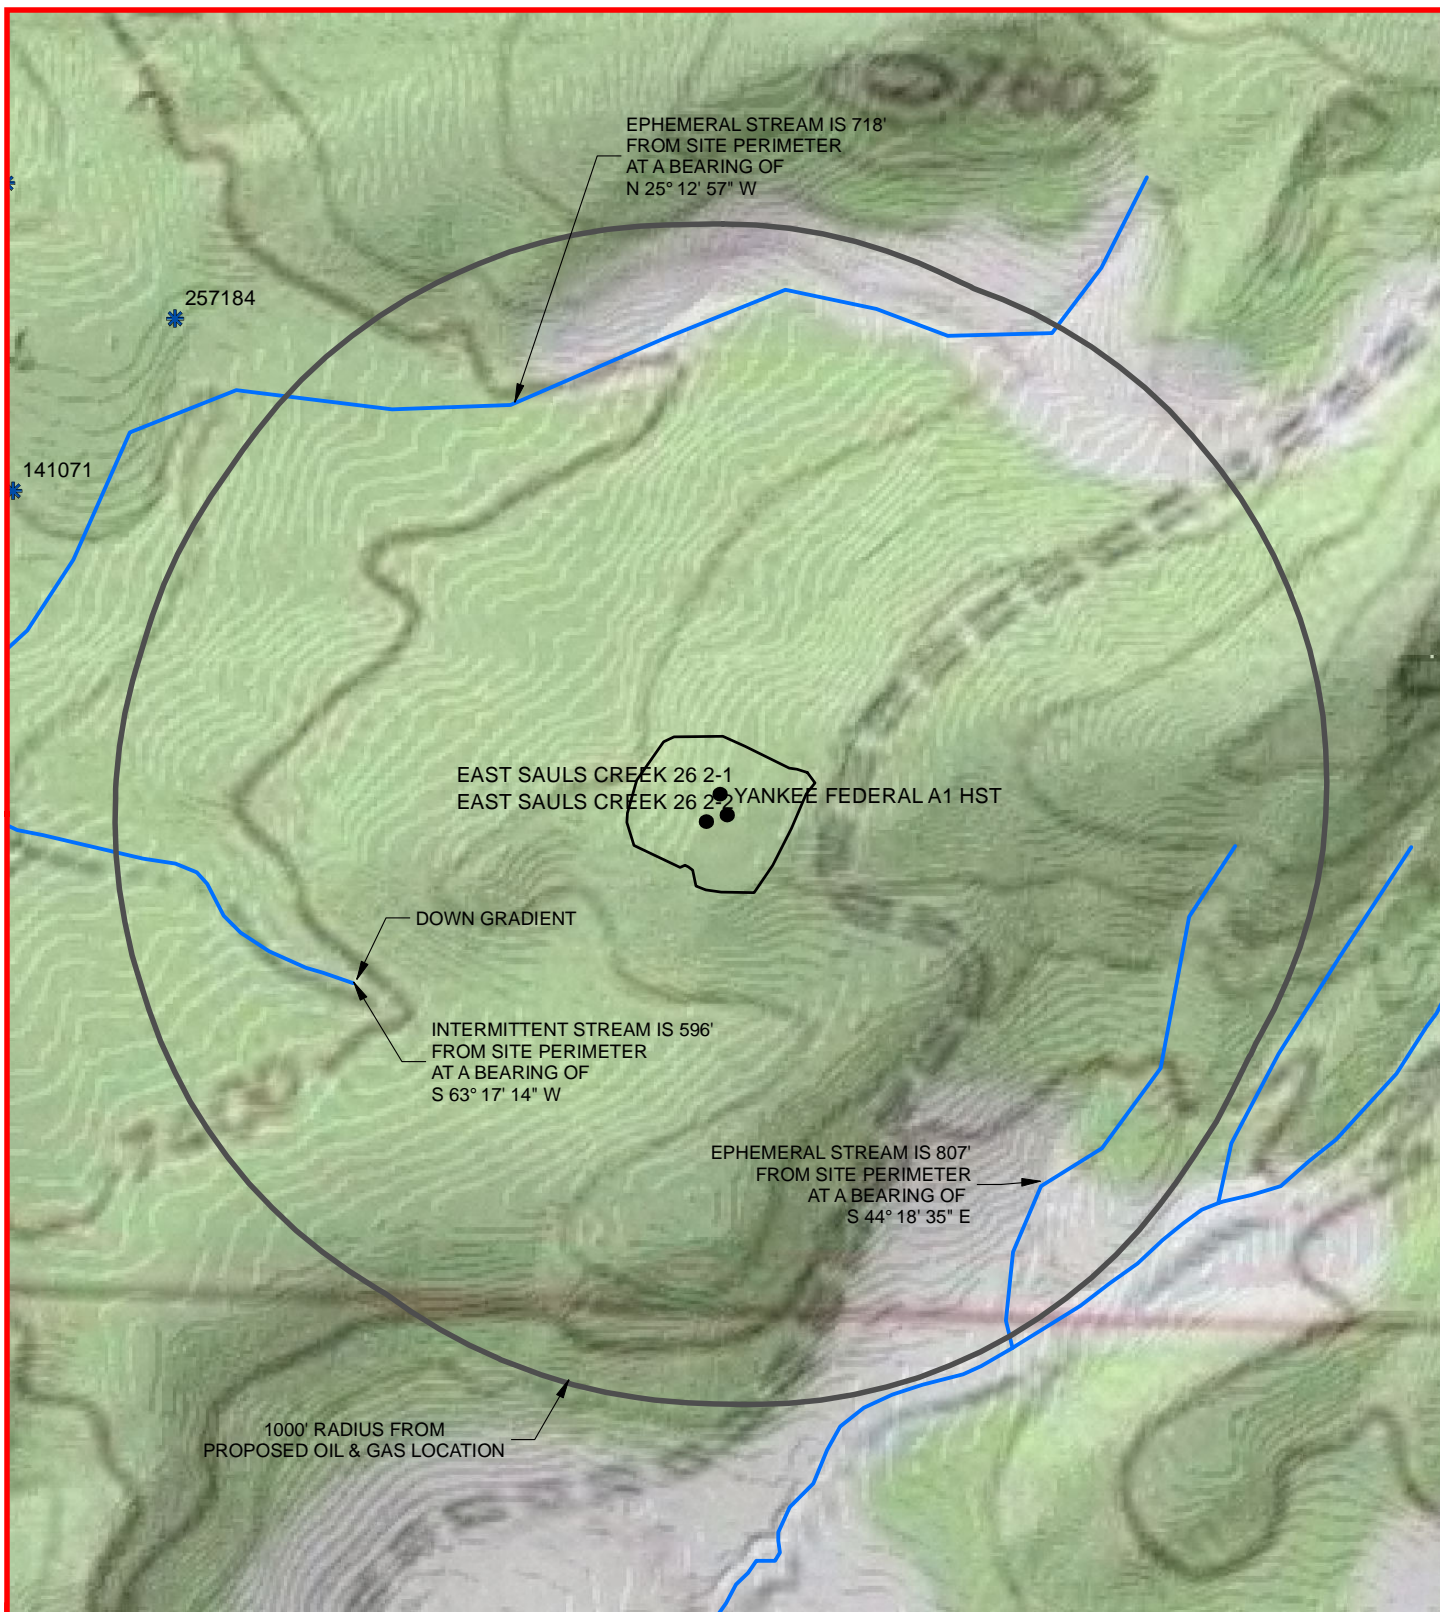 2760
EPHEMERAL STREAM IS 718'
FROM SITE PERIMETER
AT A BEARING OF
N 25° 12' 57" W
257184
141071
EAST SAULS CREEK 26 2-1
EAST SAULS CREEK 26 2-2
YANKEE FEDERAL A1 HST
DOWN GRADIENT
INTERMITTENT STREAM IS 596'
FROM SITE PERIMETER
AT A BEARING OF
S 63° 17' 14" W
EPHEMERAL STREAM IS 807'
FROM SITE PERIMETER
AT A BEARING OF
S 44° 18' 35" E
1000' RADIUS FROM
PROPOSED OIL & GAS LOCATION